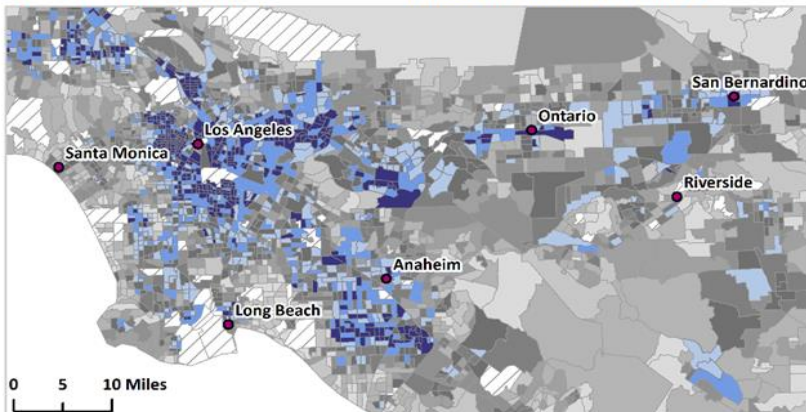 San Bernardino
Ontario
Los Angeles
Santa Monica
Riverside
Anaheim
Long Beach
0 5 10 Miles